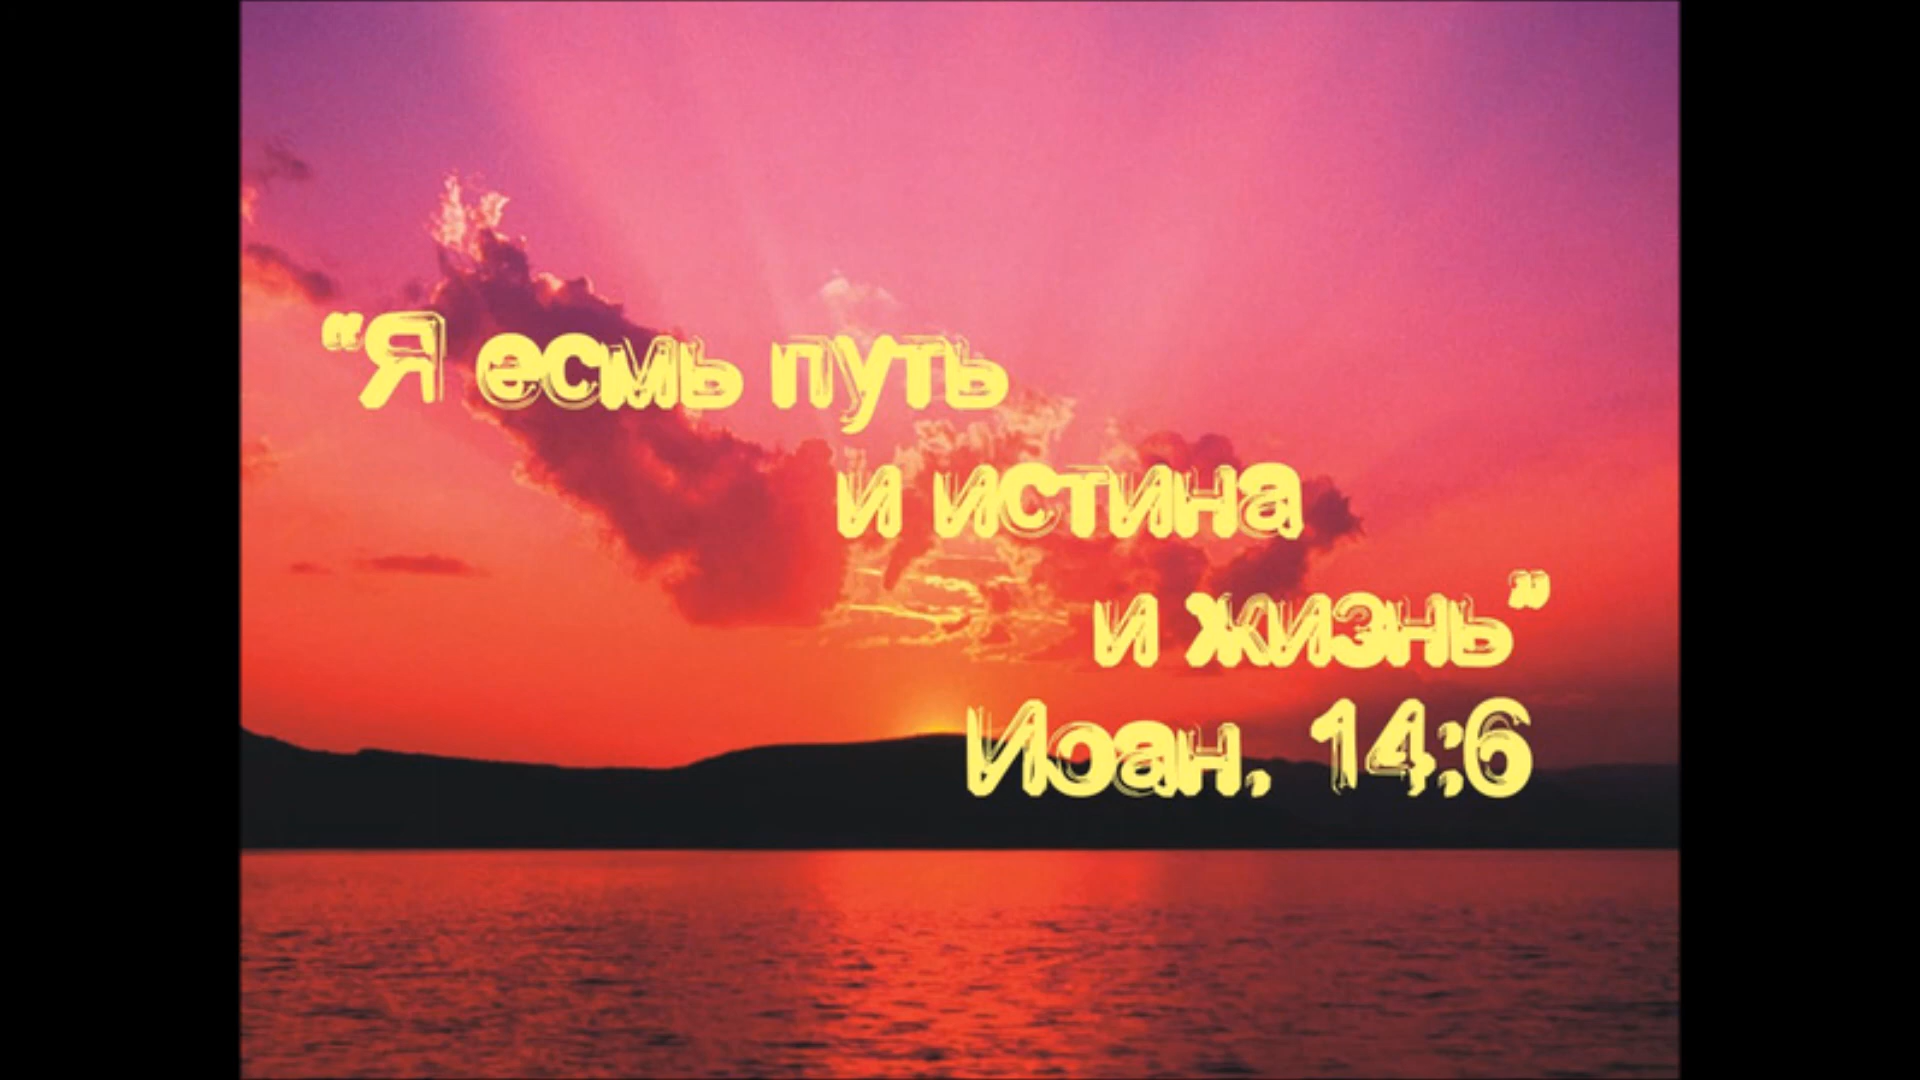 “Я есмь путь
и истина
и жизнь”
Иоан. 14:6